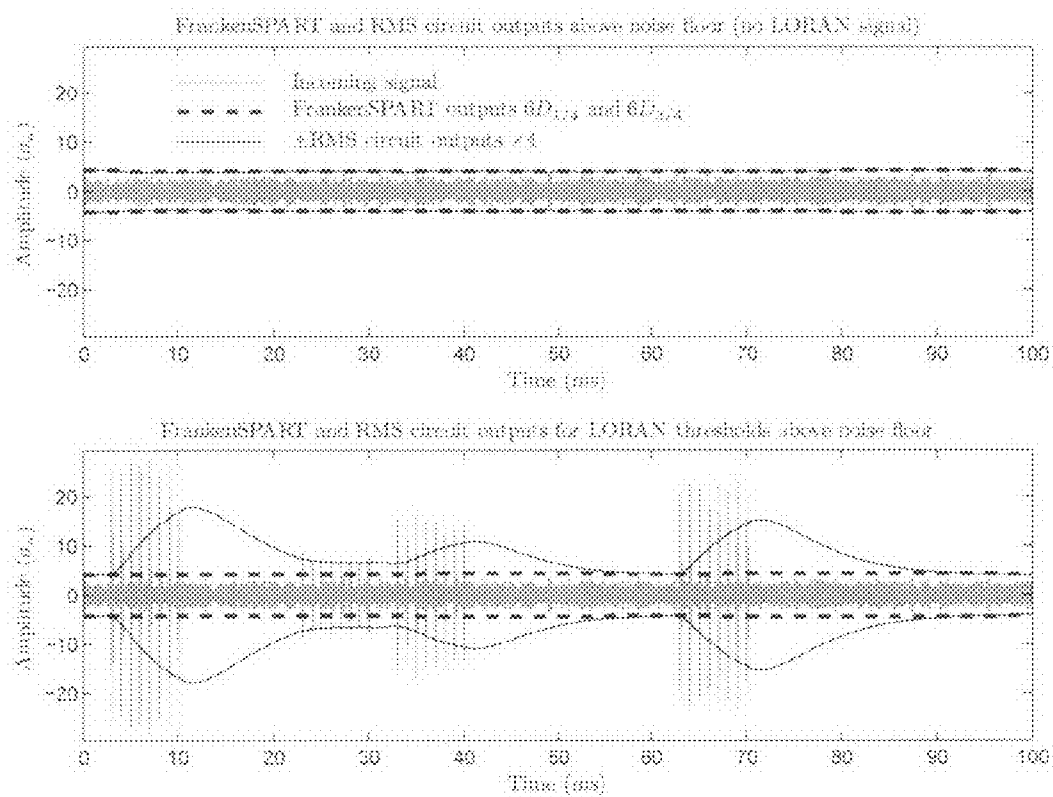 FrankenSPART and RMS circuit outputs above noise floor (no LORAN signal)
Incoming signal
FrankenSPART outputs 6D1/4 and 6D3/4
±RMS circuit outputs ×4
20
10
0
−10
−20
Amplitude
0 10 20 30 40 50 60 70 80 90 100
Time (ms)
FrankenSPART and RMS circuit outputs for LORAN thresholds above noise floor
20
10
0
−10
−20
Amplitude
0 10 20 30 40 50 60 70 80 90 100
Time (ms)